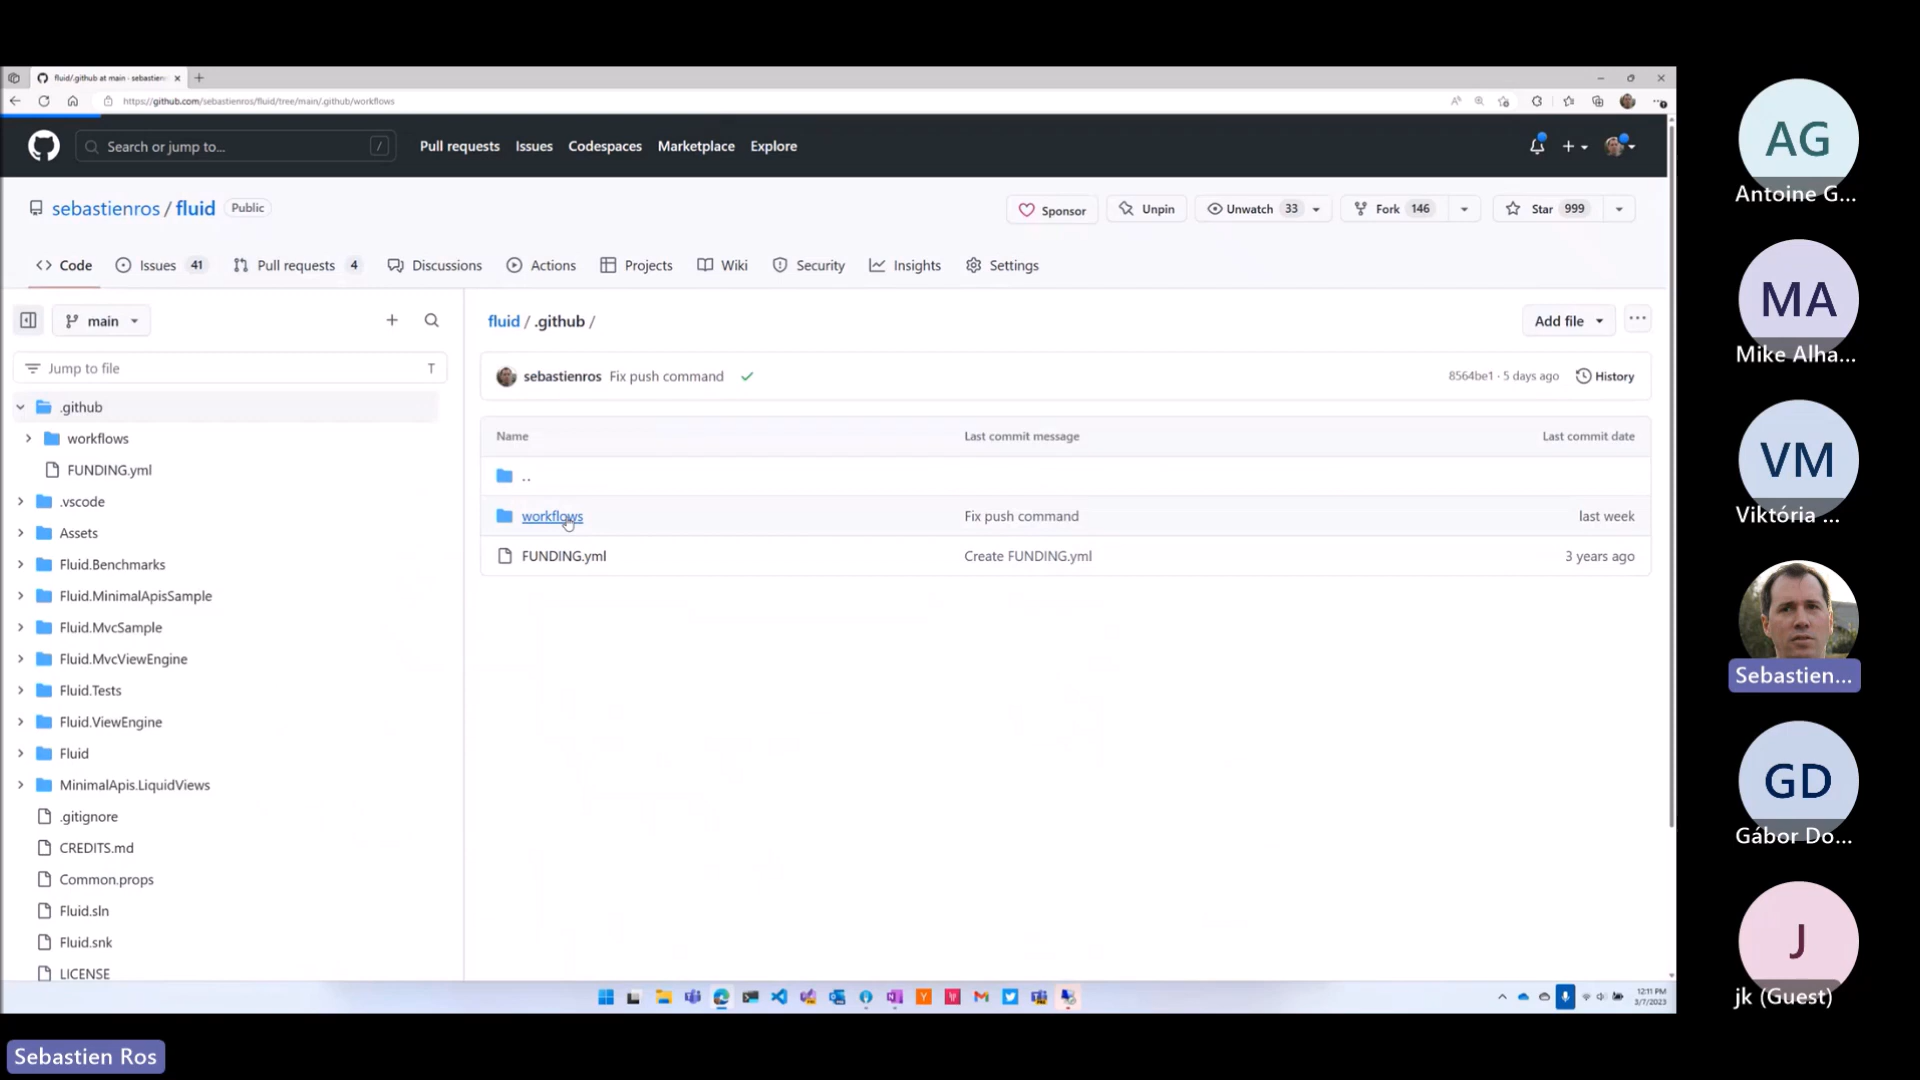 fluid/.github at main · sebastien
https://github.com/sebastienros/fluid/tree/main/.github/workflows
Search or jump to... /
Pull requests Issues Codespaces Marketplace Explore
sebastienros / fluid Public
Sponsor Unpin Unwatch 33 Fork 146 Star 999
Code Issues 41 Pull requests 4 Discussions Actions Projects Wiki Security Insights Settings
main
Jump to file T
.github
workflows
FUNDING.yml
.vscode
Assets
Fluid.Benchmarks
Fluid.MinimalApisSample
Fluid.MvcSample
Fluid.MvcViewEngine
Fluid.Tests
Fluid.ViewEngine
Fluid
MinimalApis.LiquidViews
.gitignore
CREDITS.md
Common.props
Fluid.sln
Fluid.snk
LICENSE
fluid / .github /
Add file
sebastienros Fix push command
8564be1 · 5 days ago History
Name Last commit message Last commit date
..
workflows Fix push command last week
FUNDING.yml Create FUNDING.yml 3 years ago
12:11 PM
3/7/2023
AG
Antoine G...
MA
Mike Alha...
VM
Viktória ...
Sebastien...
GD
Gábor Do...
J
jk (Guest)
Sebastien Ros